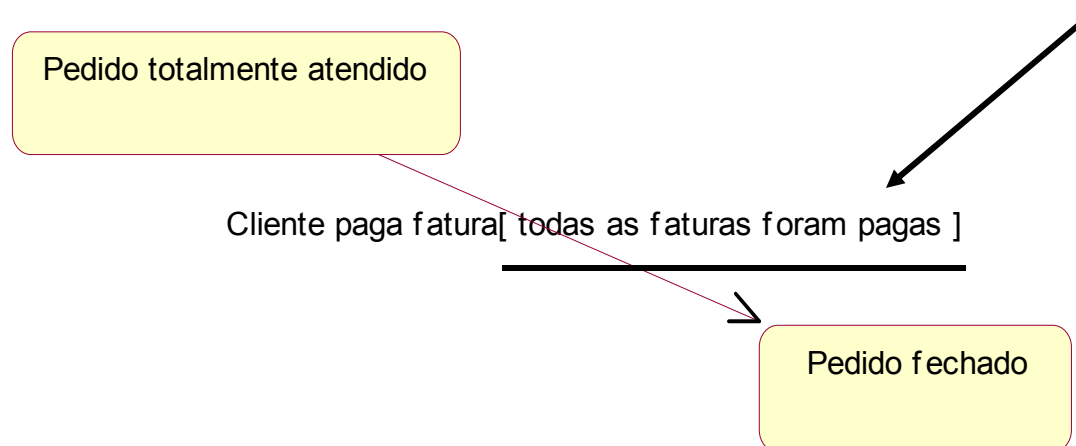 Pedido totalmente atendido
Cliente paga fatura[ todas as faturas foram pagas ]
Pedido fechado